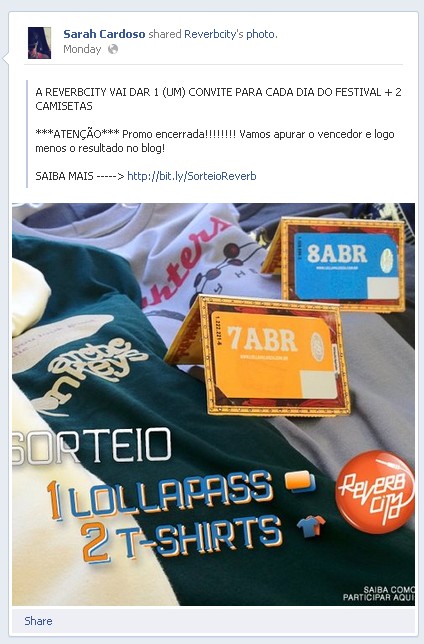 Sarah Cardoso shared Reverbcity's photo.
Monday
A REVERBCITY VAI DAR 1 (UM) CONVITE PARA CADA DIA DO FESTIVAL + 2
CAMISETAS
***ATENÇÃO*** Promo encerrada!!!!!!!! Vamos apurar o vencedor e logo
menos o resultado no blog!
SAIBA MAIS -----> http://bit.ly/SorteioReverb
8ABR
7ABR
arctic
monkeys
SORTEIO
1 LOLLAPASS
2 T-SHIRTS
REVERB
CITY
SAIBA COMO
PARTICIPAR AQUI
Share